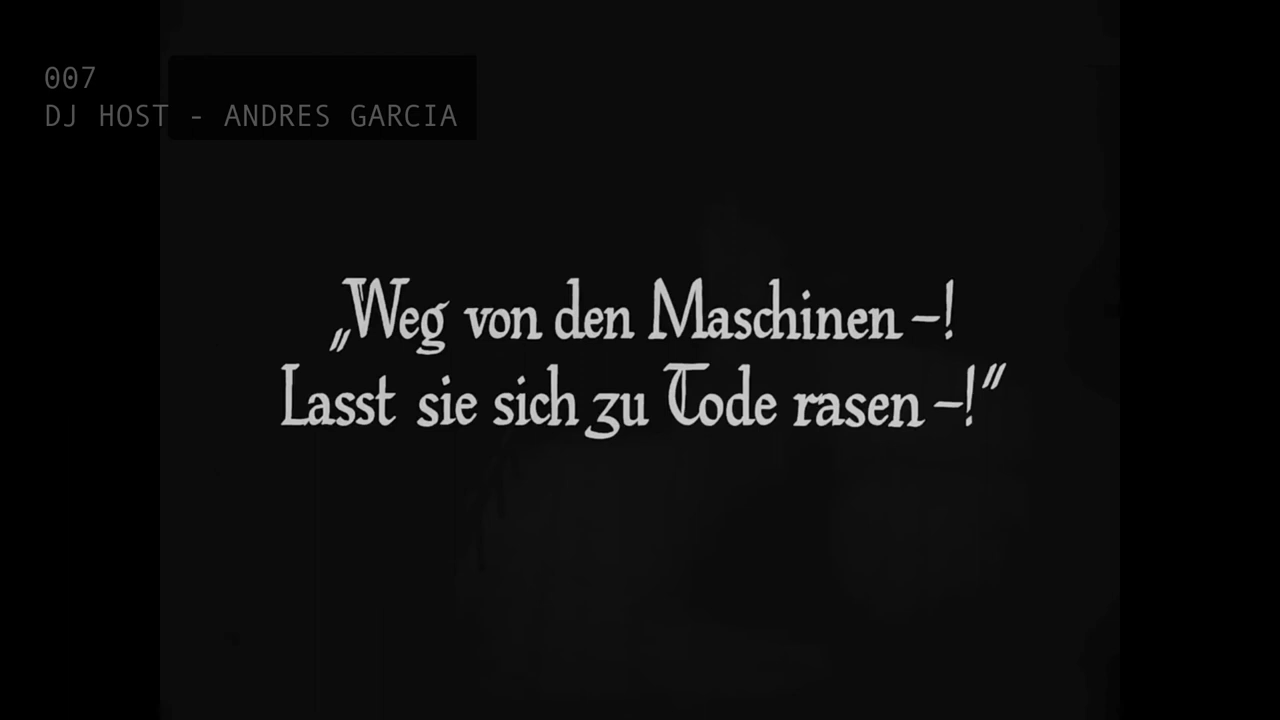 007
DJ HOST - ANDRES GARCIA
„Weg von den Maschinen –!
Lasst sie sich zu Tode rasen –!“